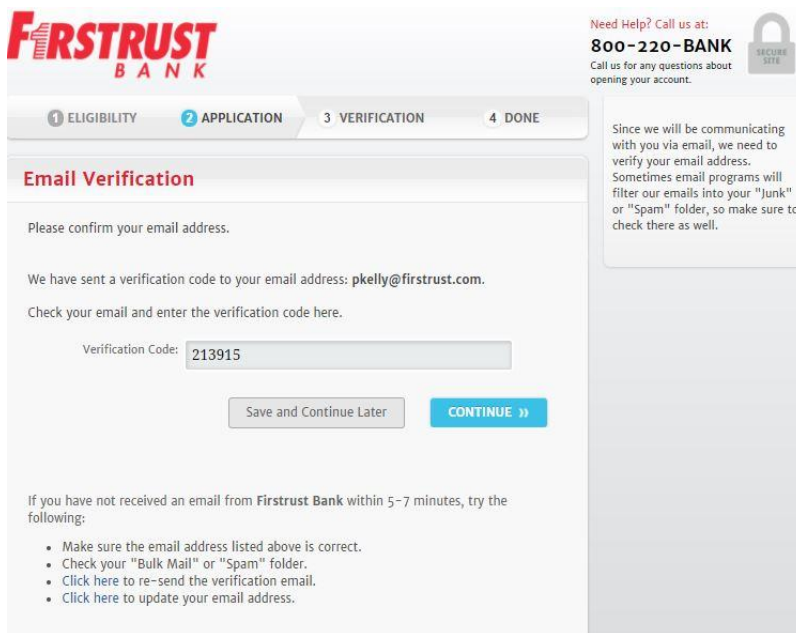 FIRSTRUST
BANK
Need Help? Call us at:
800-220-BANK
Call us for any questions about
opening your account.
SECURE
SITE
1 ELIGIBILITY
2 APPLICATION
3 VERIFICATION
4 DONE
Email Verification
Please confirm your email address.
We have sent a verification code to your email address: pkelly@firstrust.com.
Check your email and enter the verification code here.
Verification Code: 213915
Save and Continue Later
CONTINUE »
If you have not received an email from Firstrust Bank within 5-7 minutes, try the
following:
• Make sure the email address listed above is correct.
• Check your "Bulk Mail" or "Spam" folder.
• Click here to re-send the verification email.
• Click here to update your email address.
Since we will be communicating
with you via email, we need to
verify your email address.
Sometimes email programs will
filter our emails into your "Junk"
or "Spam" folder, so make sure to
check there as well.